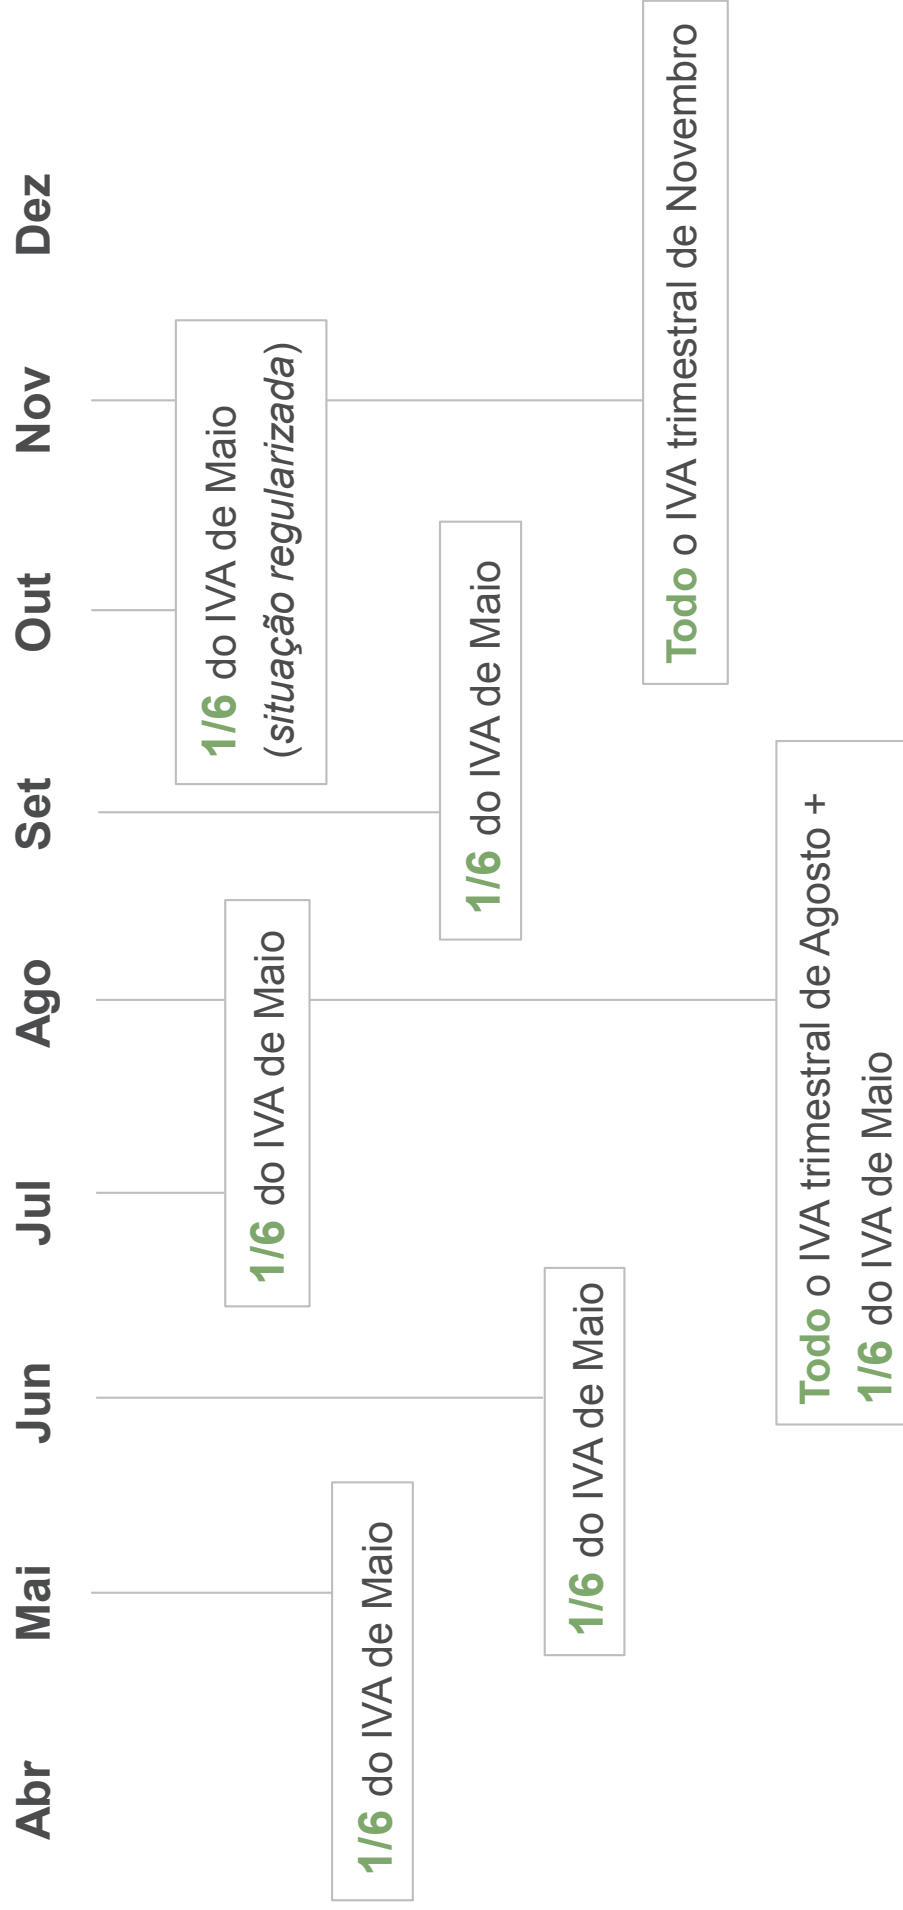 Abr Mai Jun Jul Ago Set Out Nov Dez
1/6 do IVA de Maio
(situação regularizada)
1/6 do IVA de Maio
1/6 do IVA de Maio
1/6 do IVA de Maio
1/6 do IVA de Maio
Todo o IVA trimestral de Novembro
Todo o IVA trimestral de Agosto +
1/6 do IVA de Maio